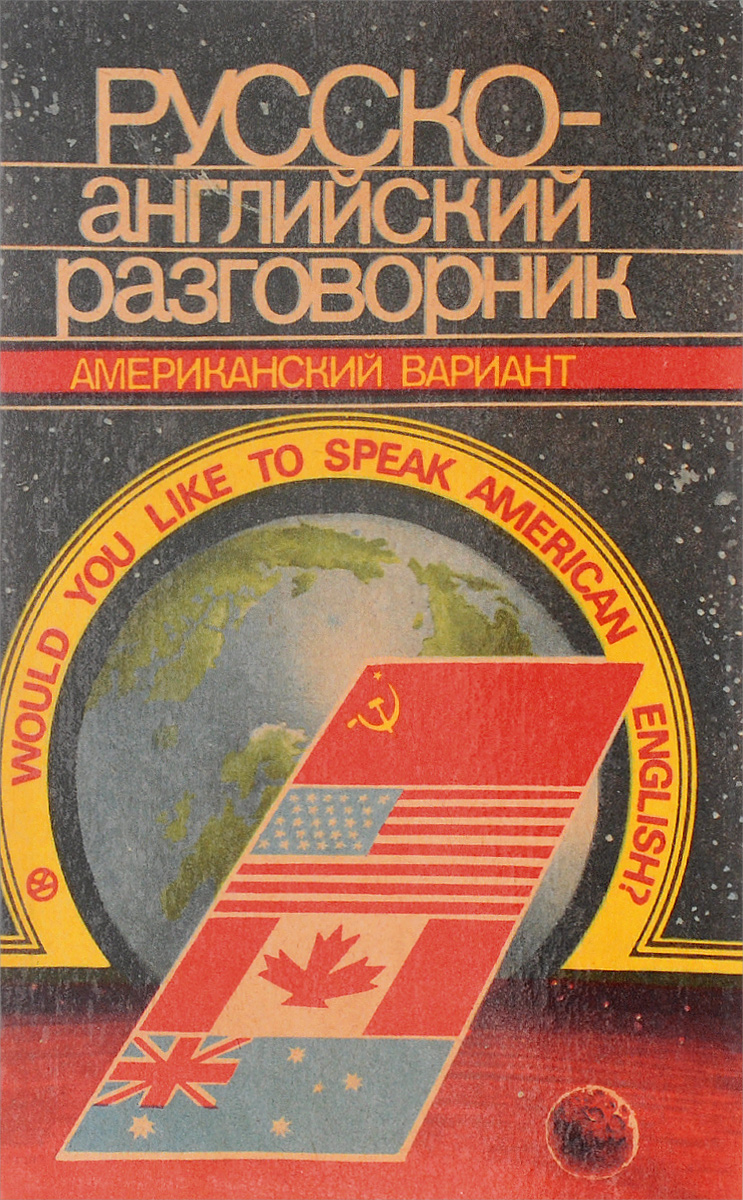 РУССКО-
английский
разговорник
АМЕРИКАНСКИЙ ВАРИАНТ
WOULD YOU LIKE TO SPEAK AMERICAN ENGLISH?